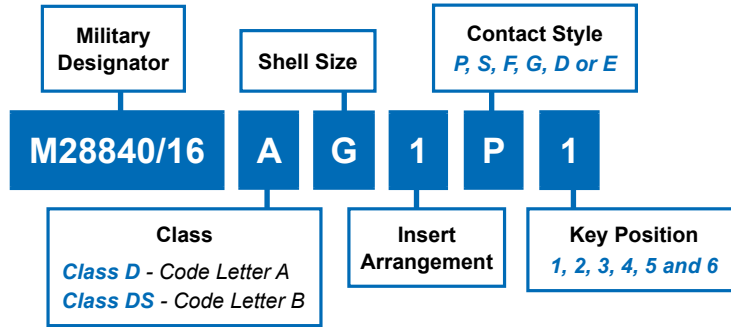 Military
Designator
Shell Size
Contact Style
P, S, F, G, D or E
M28840/16 A G 1 P 1
Class
Class D - Code Letter A
Class DS - Code Letter B
Insert
Arrangement
Key Position
1, 2, 3, 4, 5 and 6